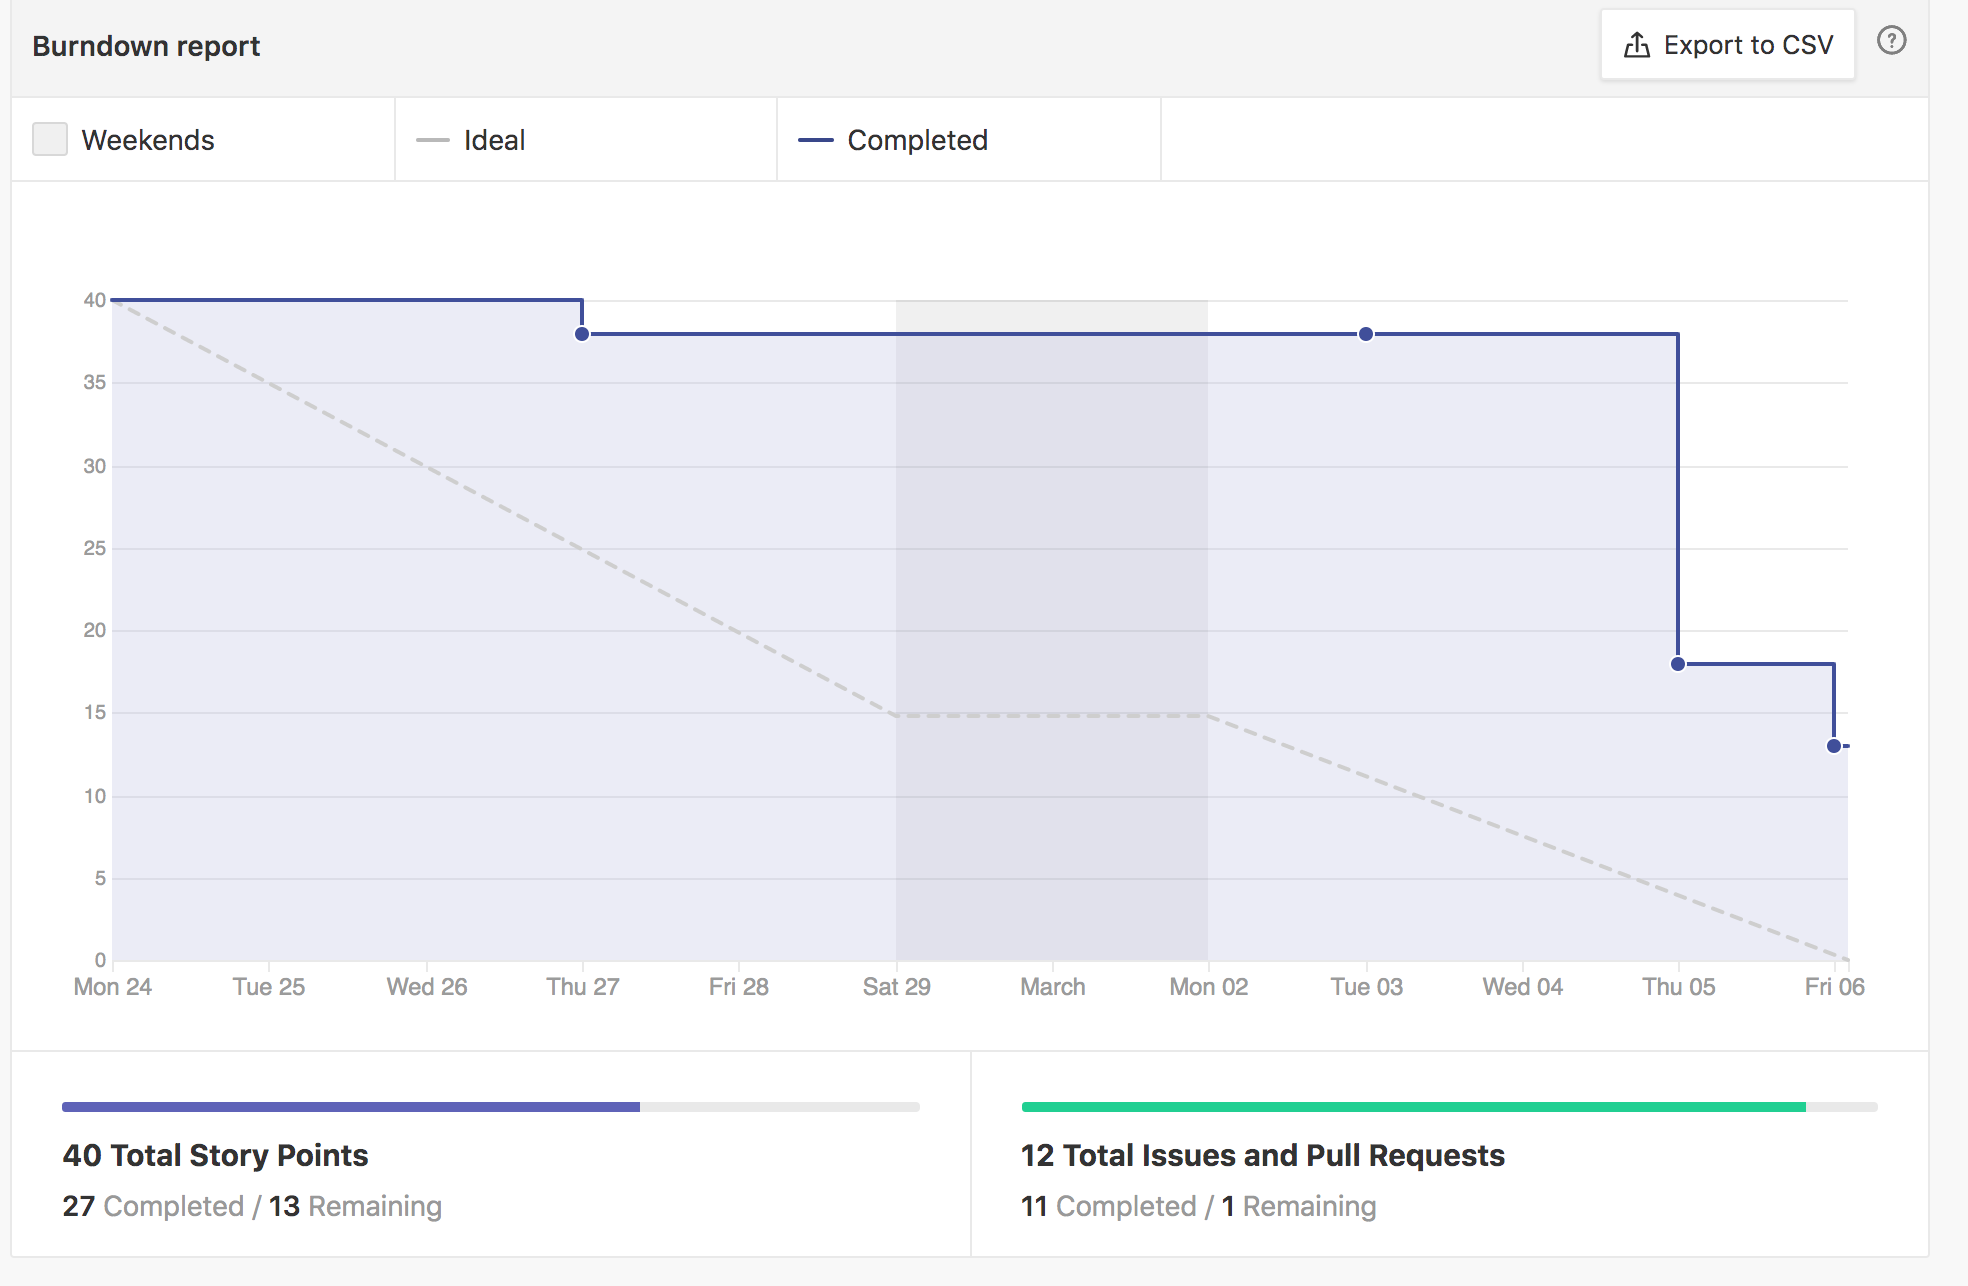 Burndown report
Export to CSV
?
Weekends
Ideal
Completed
40
35
30
25
20
15
10
5
0
Mon 24 Tue 25 Wed 26 Thu 27 Fri 28 Sat 29 March Mon 02 Tue 03 Wed 04 Thu 05 Fri 06
40 Total Story Points
27 Completed / 13 Remaining
12 Total Issues and Pull Requests
11 Completed / 1 Remaining